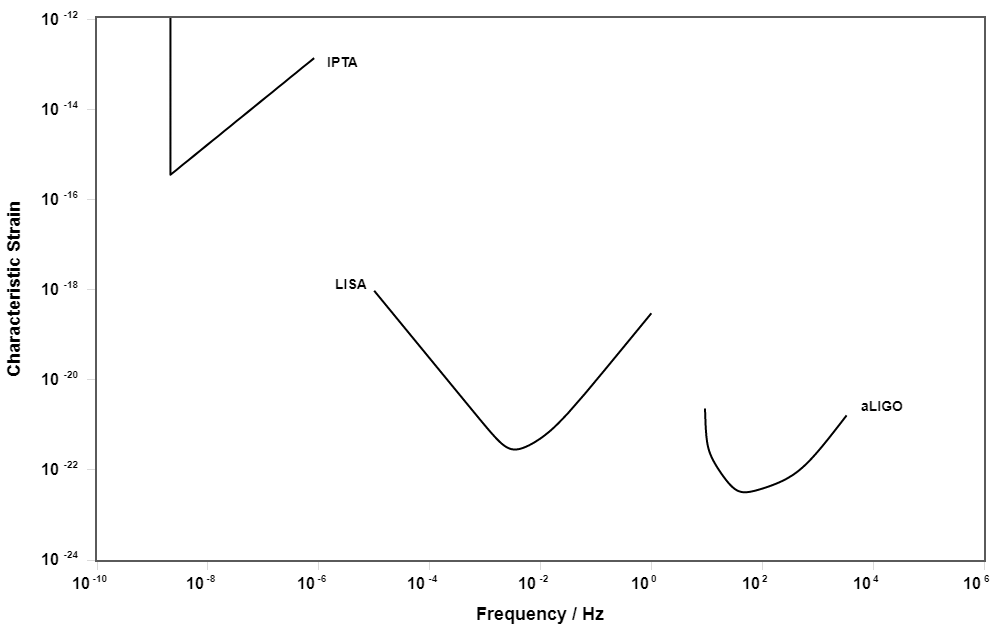 10 -12
IPTA
10 -14
10 -16
Characteristic Strain
LISA
10 -18
10 -20
aLIGO
10 -22
10 -24
10 -10 10 -8 10 -6 10 -4 10 -2 10 0 10 2 10 4 10 6
Frequency / Hz